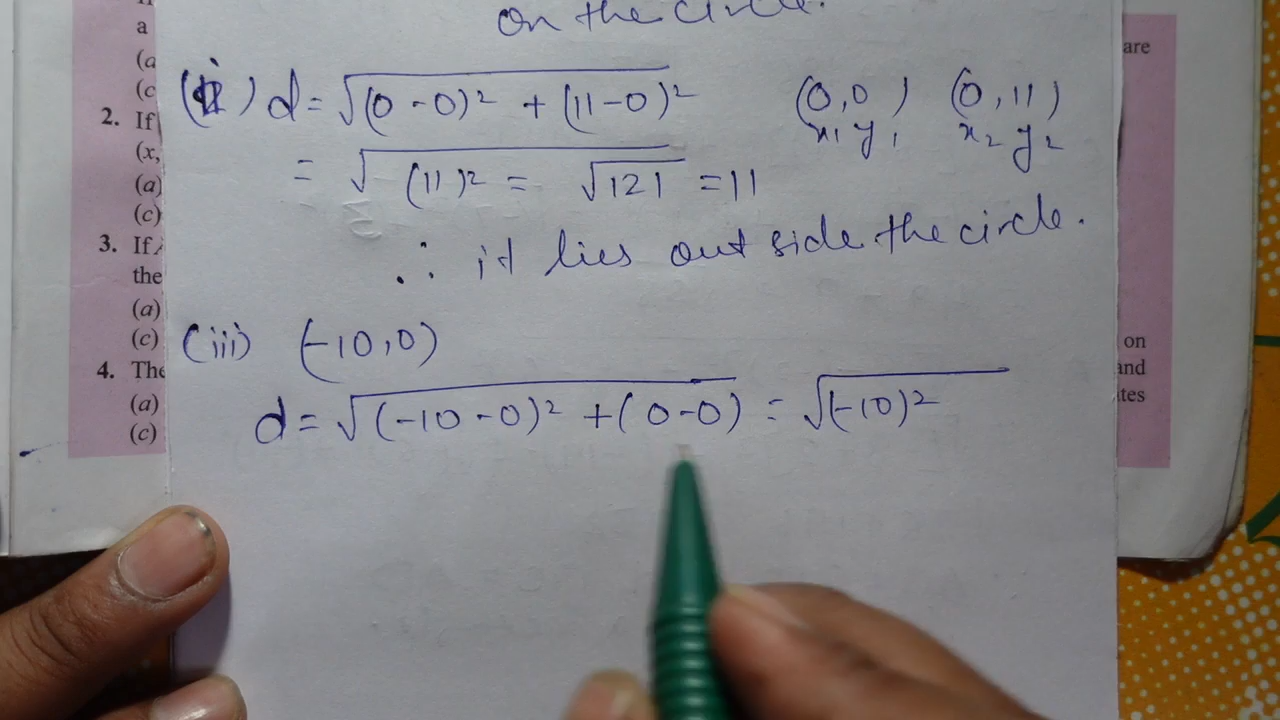 on the circle.
a
(a
(c
2. If
(x,
(a)
(c)
3. If
the
(a)
(c)
4. The
(a)
(c)
are
on
and
tes
(ii) d = √(0-0)² + (11-0)² (0,0) (0,11)
x₁ y₁ x₂ y₂
= √(11)² = √121 = 11
∴ it lies out side the circle.
(iii) (-10,0)
d = √(-10-0)² + (0-0) = √(-10)²